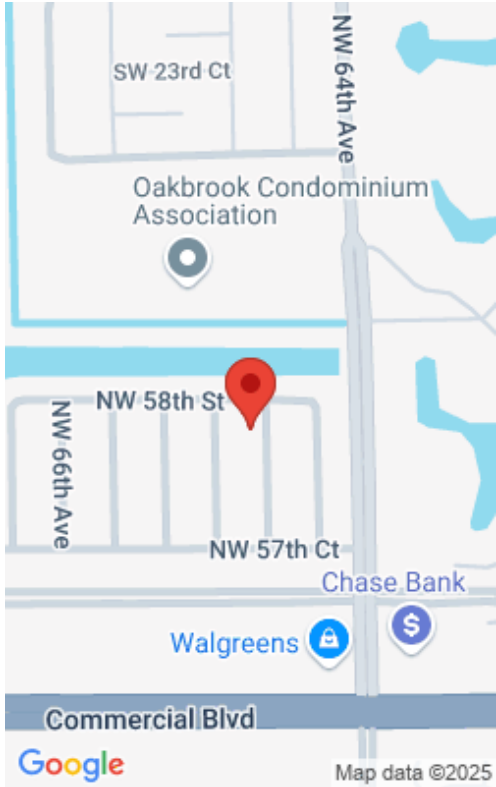 SW 23rd Ct
NW 64th Ave
Oakbrook Condominium
Association
NW 58th St
NW 66th Ave
NW 57th Ct
Chase Bank
$
Walgreens
Commercial Blvd
Google
Map data ©2025